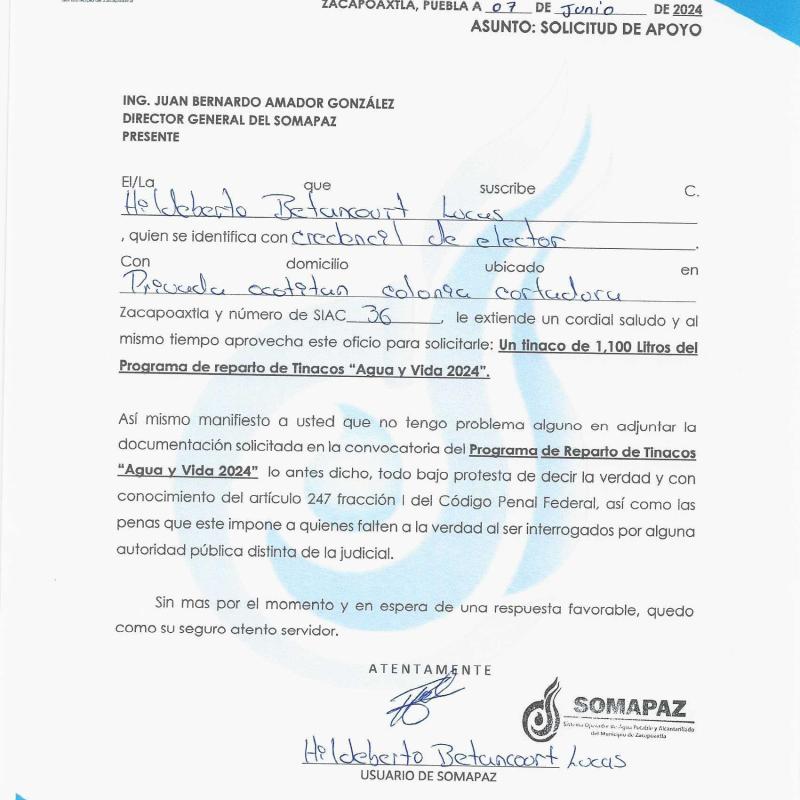 ZACAPOAXTLA, PUEBLA A 07 DE Junio DE 2024
ASUNTO: SOLICITUD DE APOYO
ING. JUAN BERNARDO AMADOR GONZÁLEZ
DIRECTOR GENERAL DEL SOMAPAZ
PRESENTE
El/La que suscribe C.
Hildeberto Betancourt Lucas
, quien se identifica con credencil de elector.
Con domicilio ubicado en
Privada ocotitan colonia cortadora
Zacapoaxtla y número de SIAC 36, le extiende un cordial saludo y al
mismo tiempo aprovecha este oficio para solicitarle: Un tinaco de 1,100 Litros del
Programa de reparto de Tinacos “Agua y Vida 2024”.
Así mismo manifiesto a usted que no tengo problema alguno en adjuntar la
documentación solicitada en la convocatoria del Programa de Reparto de Tinacos
“Agua y Vida 2024” lo antes dicho, todo bajo protesta de decir la verdad y con
conocimiento del artículo 247 fracción I del Código Penal Federal, así como las
penas que este impone a quienes falten a la verdad al ser interrogados por alguna
autoridad pública distinta de la judicial.
Sin mas por el momento y en espera de una respuesta favorable, quedo
como su seguro atento servidor.
ATENTAMENTE
SOMAPAZ
Sistema Operador de Agua Potable y Alcantarillado
del Municipio de Zacapoaxtla
Hildeberto Betancourt Lucas
USUARIO DE SOMAPAZ